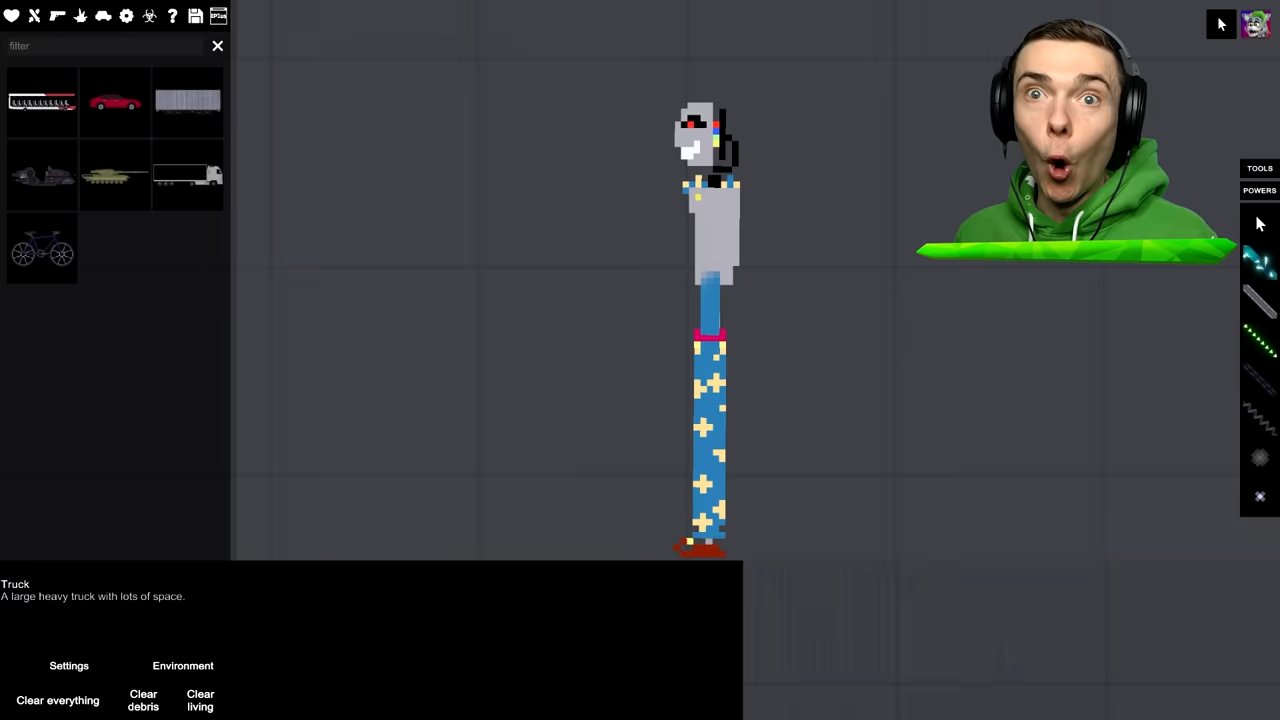 EPlus
filter
TOOLS
POWERS
Truck
A large heavy truck with lots of space.
Settings
Environment
Clear everything
Clear
debris
Clear
living